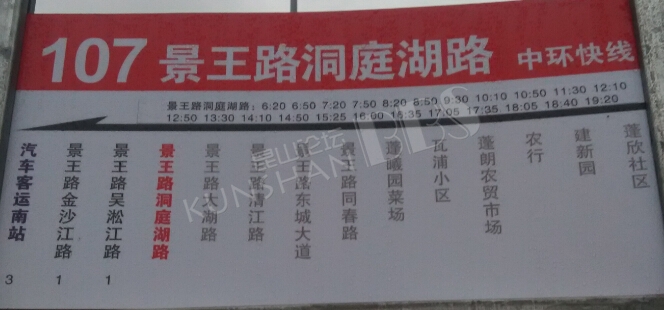 107 景王路洞庭湖路 中环快线
景王路洞庭湖路：6:20 6:50 7:20 7:50 8:20 8:50 9:30 10:10 10:50 11:30 12:10
12:50 13:30 14:10 14:50 15:25 16:00 16:35 17:05 17:35 18:05 18:40 19:20
汽车客运南站 3
景王路金沙江路 1
景王路吴淞江路 1
景王路洞庭湖路
景王路太湖路
景王路清江路
景王路东城大道
景王路同春路
蓬曦园菜场
瓦浦小区
蓬朗农贸市场
农行
建新园
蓬欣社区
昆山论坛
KUNSHAN BBS